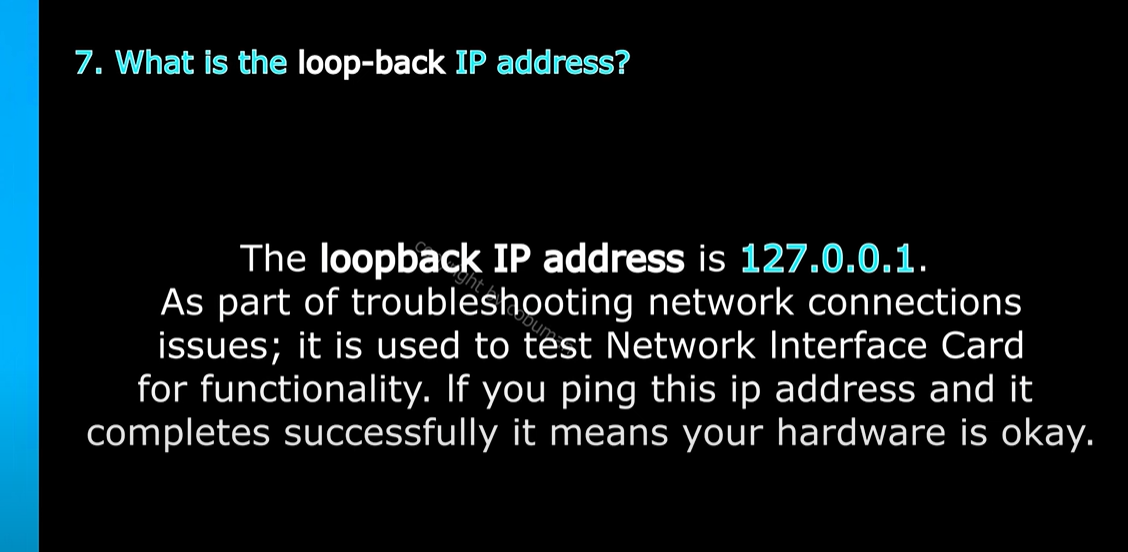 7. What is the loop-back IP address?
The loopback IP address is 127.0.0.1.
As part of troubleshooting network connections
issues; it is used to test Network Interface Card
for functionality. If you ping this ip address and it
completes successfully it means your hardware is okay.